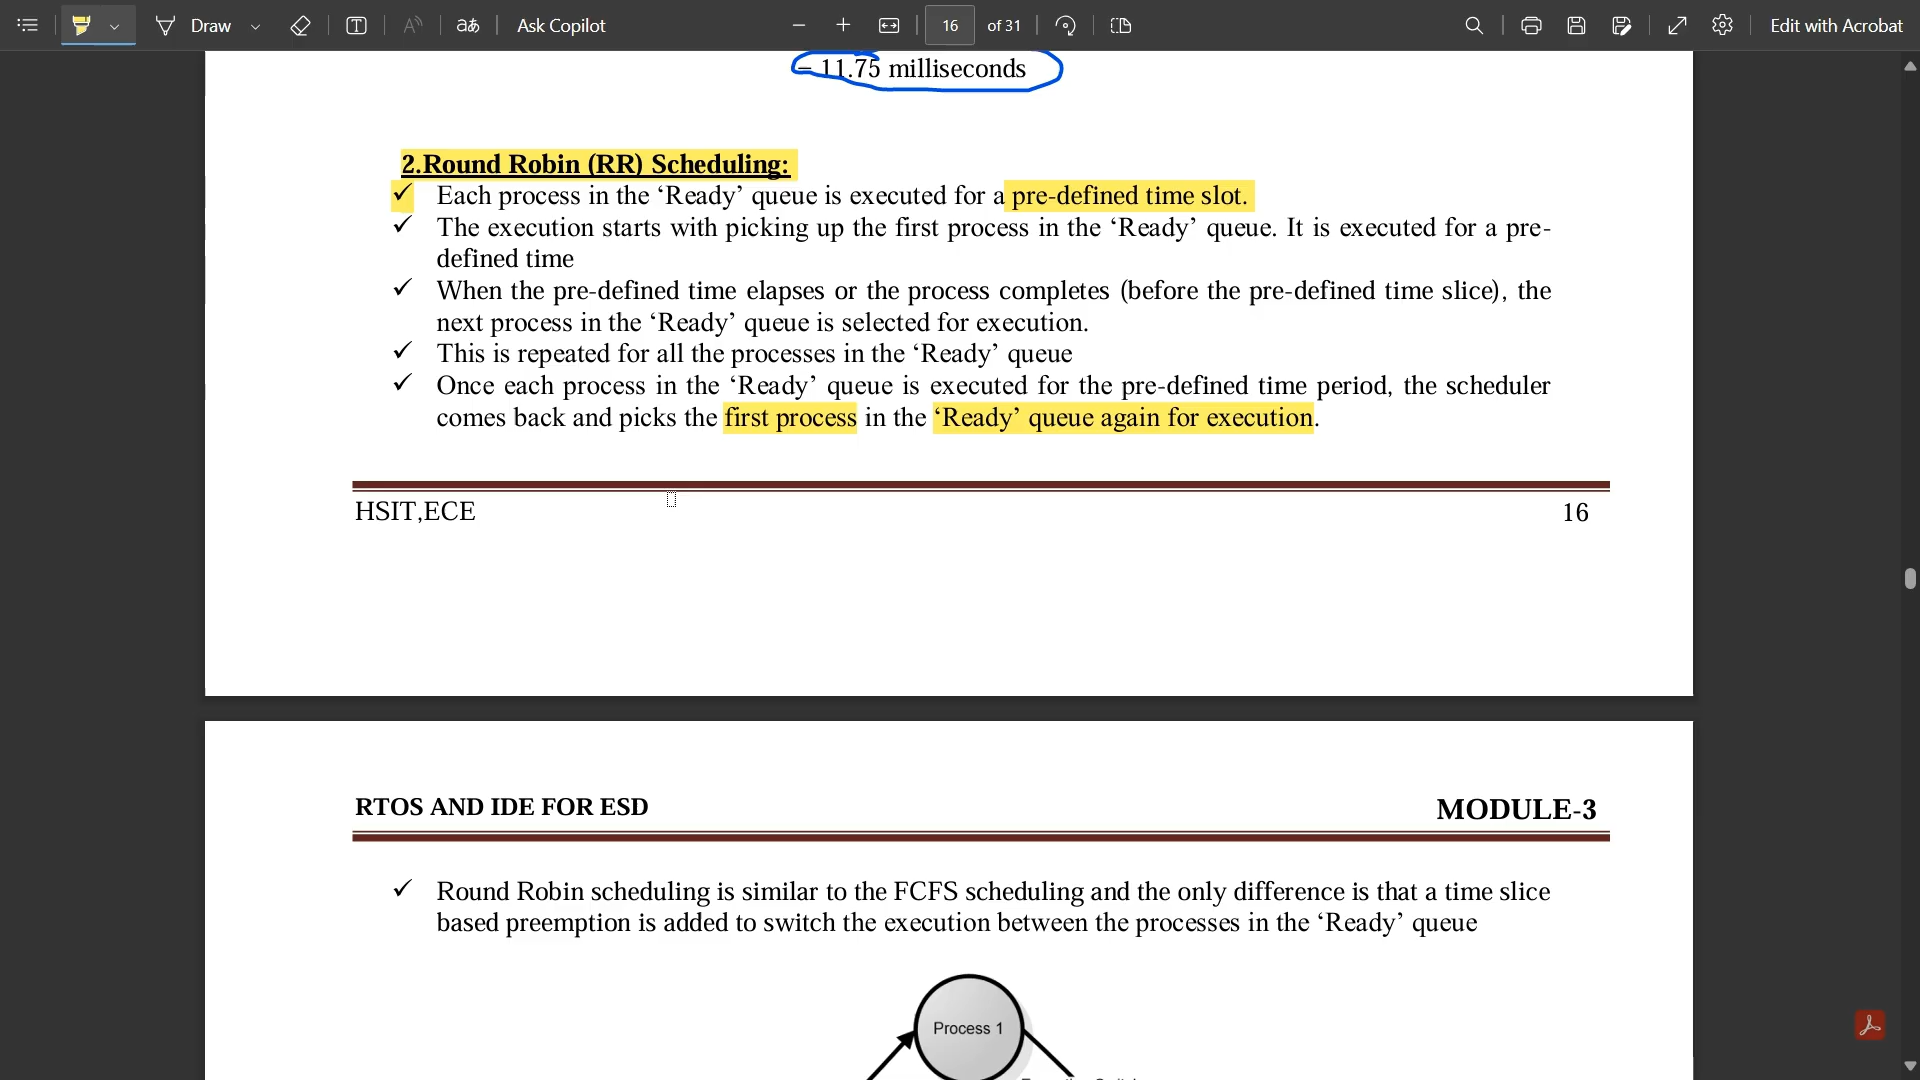 Draw
Ask Copilot
16
of 31
Edit with Acrobat
= 11.75 milliseconds
2.Round Robin (RR) Scheduling:
✓ Each process in the ‘Ready’ queue is executed for a pre-defined time slot.
✓ The execution starts with picking up the first process in the ‘Ready’ queue. It is executed for a pre-
defined time
✓ When the pre-defined time elapses or the process completes (before the pre-defined time slice), the
next process in the ‘Ready’ queue is selected for execution.
✓ This is repeated for all the processes in the ‘Ready’ queue
✓ Once each process in the ‘Ready’ queue is executed for the pre-defined time period, the scheduler
comes back and picks the first process in the ‘Ready’ queue again for execution.
HSIT,ECE
16
RTOS AND IDE FOR ESD
MODULE-3
✓ Round Robin scheduling is similar to the FCFS scheduling and the only difference is that a time slice
based preemption is added to switch the execution between the processes in the ‘Ready’ queue
Process 1